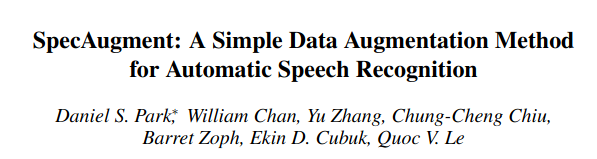 SpecAugment: A Simple Data Augmentation Method
for Automatic Speech Recognition
Daniel S. Park*, William Chan, Yu Zhang, Chung-Cheng Chiu,
Barret Zoph, Ekin D. Cubuk, Quoc V. Le